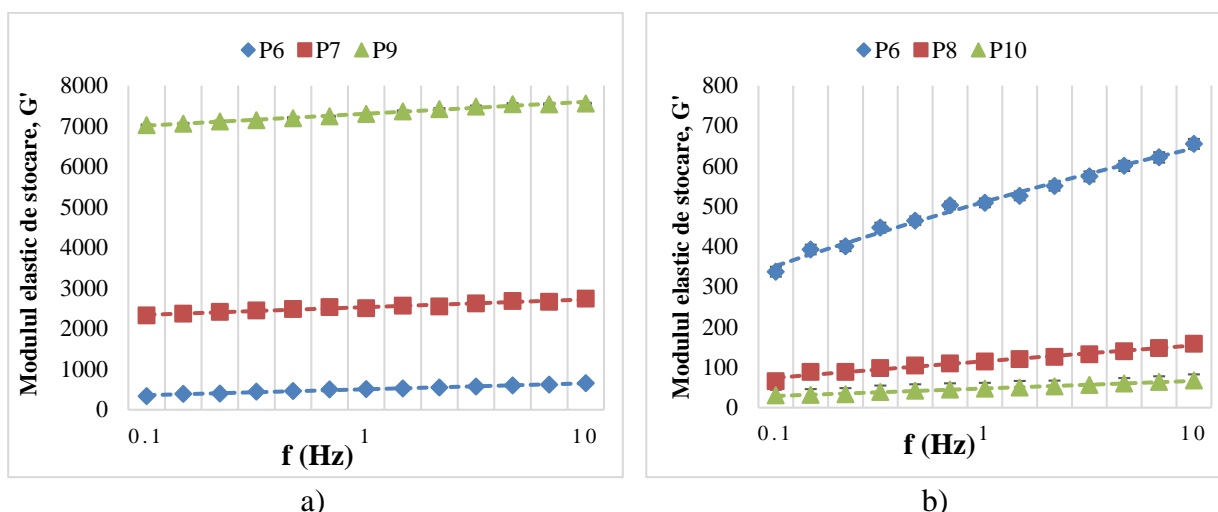 P6 P7 P9
Modulul elastic de stocare, G'
8000
7000
6000
5000
4000
3000
2000
1000
0
0.1 1 10
f (Hz)
a)
P6 P8 P10
Modulul elastic de stocare, G'
800
700
600
500
400
300
200
100
0
0.1 1 10
f (Hz)
b)